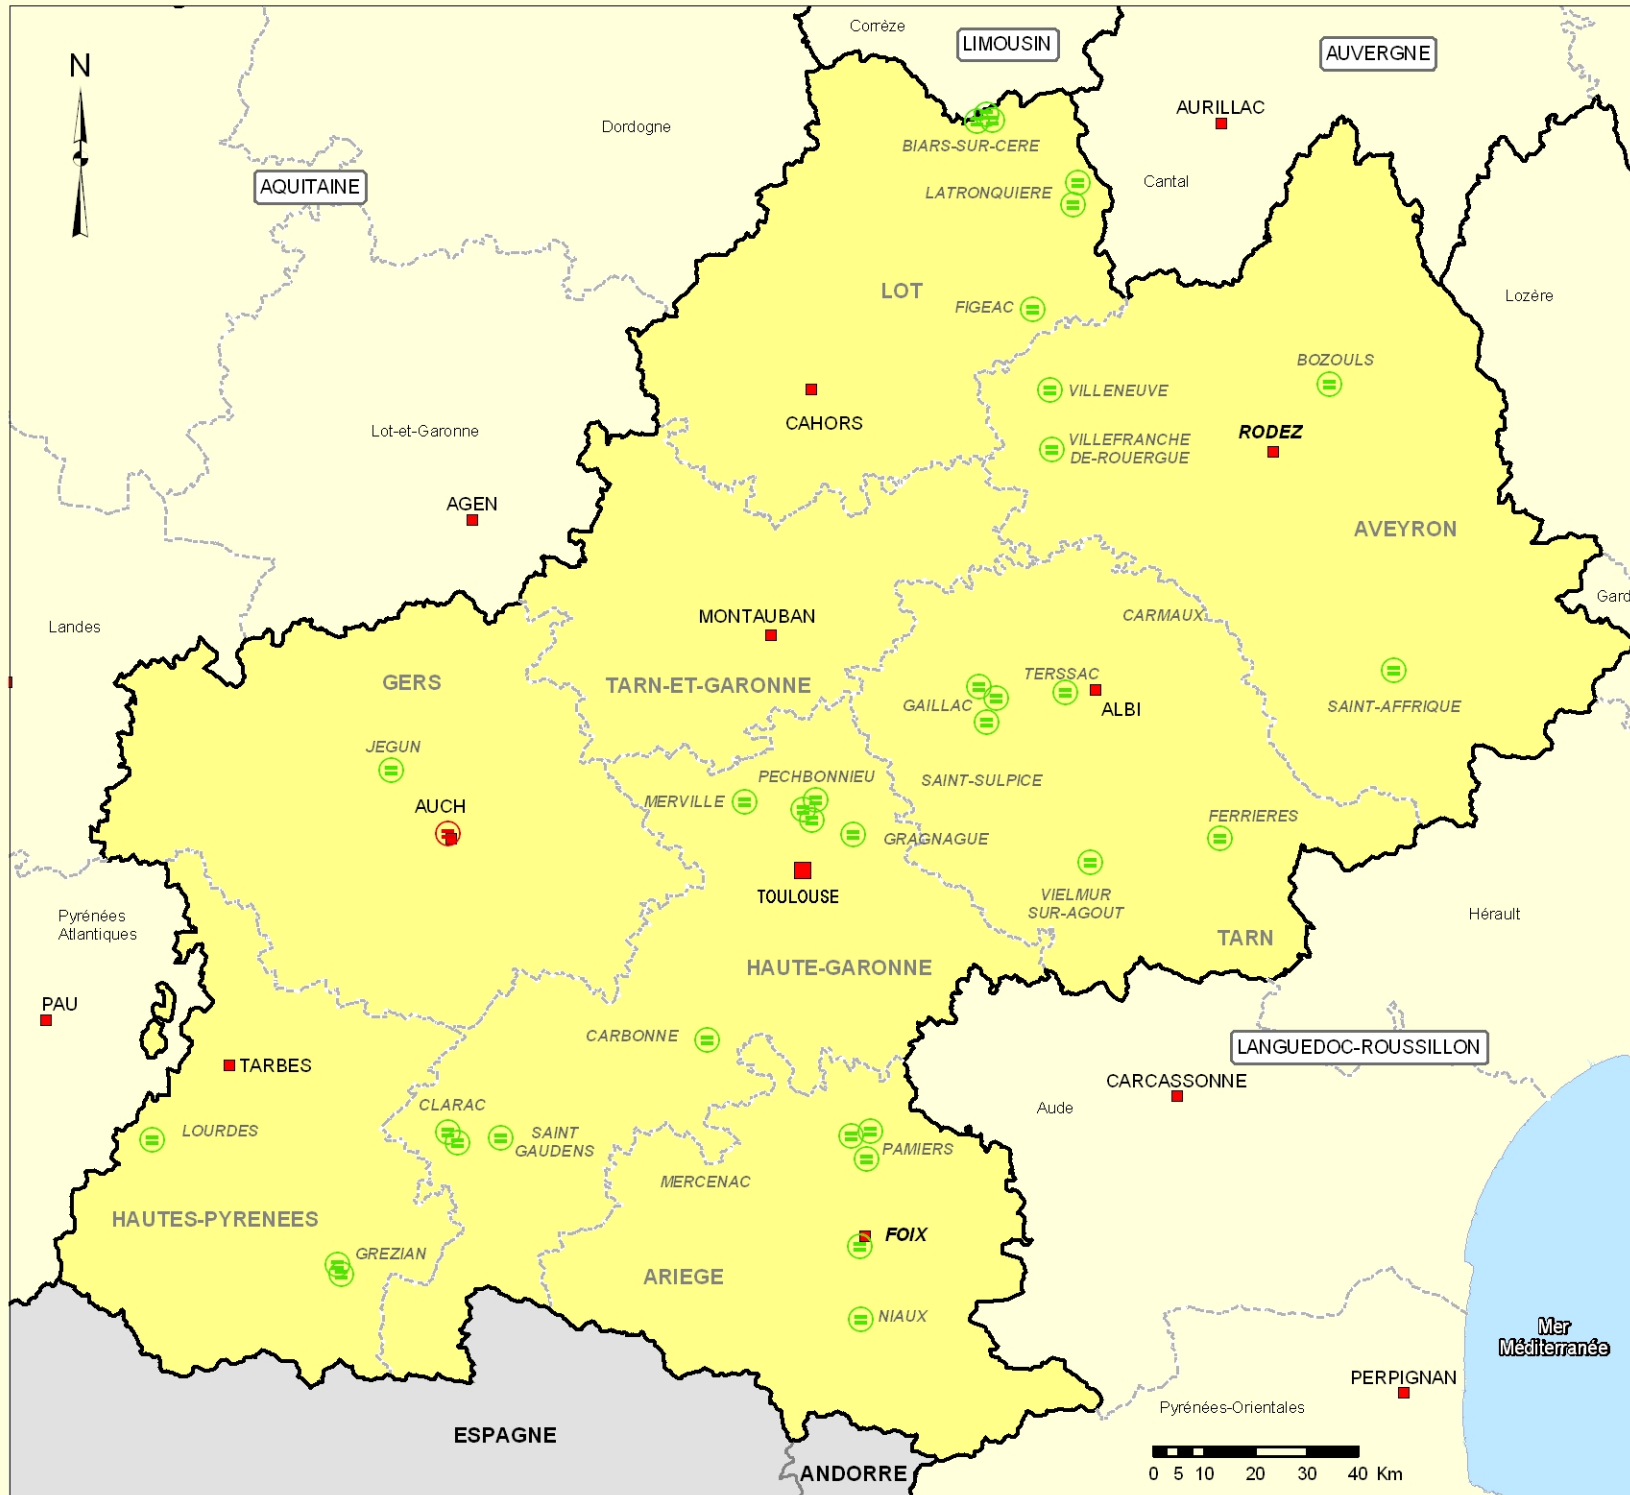 Corrèze
LIMOUSIN
AUVERGNE
N
AURILLAC
Dordogne
BIARS-SUR-CERE
Cantal
AQUITAINE
LATRONQUIERE
LOT
Lozère
FIGEAC
BOZOULS
VILLENEUVE
CAHORS
Lot-et-Garonne
RODEZ
VILLEFRANCHE
DE-ROUERGUE
AGEN
AVEYRON
Gard
MONTAUBAN
CARMAUX
Landes
TERSSAC
GERS
TARN-ET-GARONNE
GAILLAC
ALBI
SAINT-AFFRIQUE
JEGUN
PECHBONNIEU
SAINT-SULPICE
MERVILLE
AUCH
FERRIERES
GRAGNAGUE
TOULOUSE
VIELMUR
SUR-AGOUT
Pyrénées
Atlantiques
Hérault
TARN
HAUTE-GARONNE
PAU
CARBONNE
LANGUEDOC-ROUSSILLON
TARBES
CARCASSONNE
CLARAC
Aude
LOURDES
SAINT
GAUDENS
PAMIERS
MERCENAC
HAUTES-PYRENEES
FOIX
GREZIAN
ARIEGE
NIAUX
Mer
Méditerranée
PERPIGNAN
Pyrénées-Orientales
ESPAGNE
ANDORRE
0 5 10 20 30 40 Km